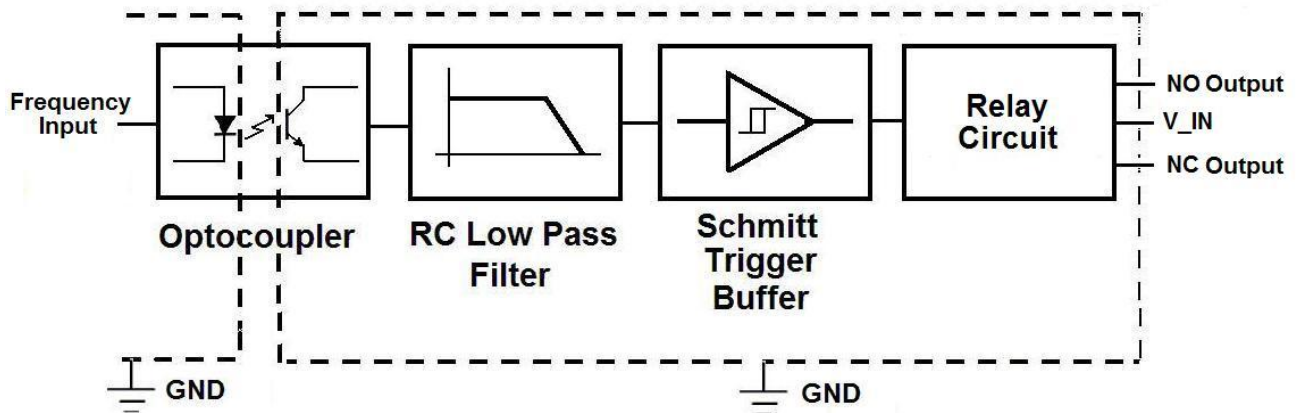 Frequency
Input
Optocoupler
RC Low Pass
Filter
Schmitt
Trigger
Buffer
Relay
Circuit
NO Output
V_IN
NC Output
GND
GND